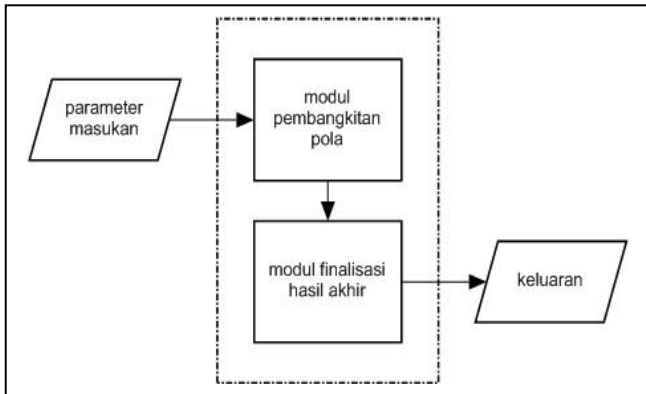 parameter
masukan
modul
pembangkitan
pola
modul finalisasi
hasil akhir
keluaran